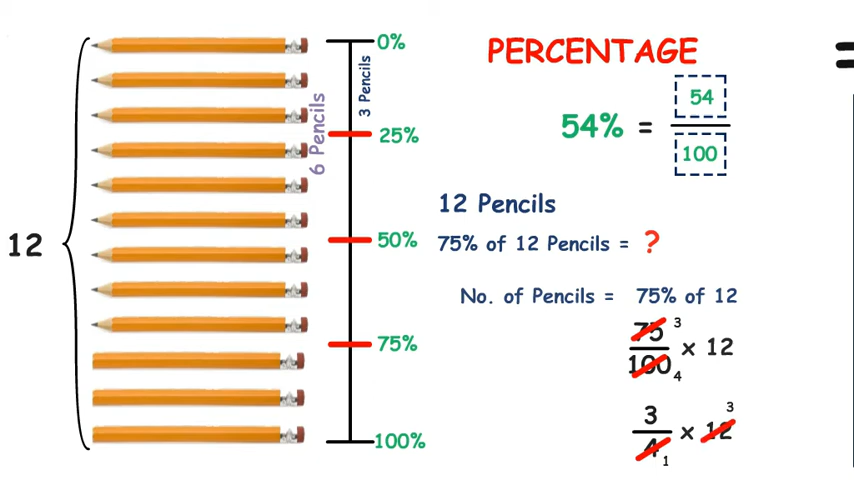 12
6 Pencils
3 Pencils
0%
25%
50%
75%
100%
PERCENTAGE
54% = 54
100
12 Pencils
75% of 12 Pencils = ?
No. of Pencils = 75% of 12
75 3
100 4 × 12
3
4 1 × 12 3
=